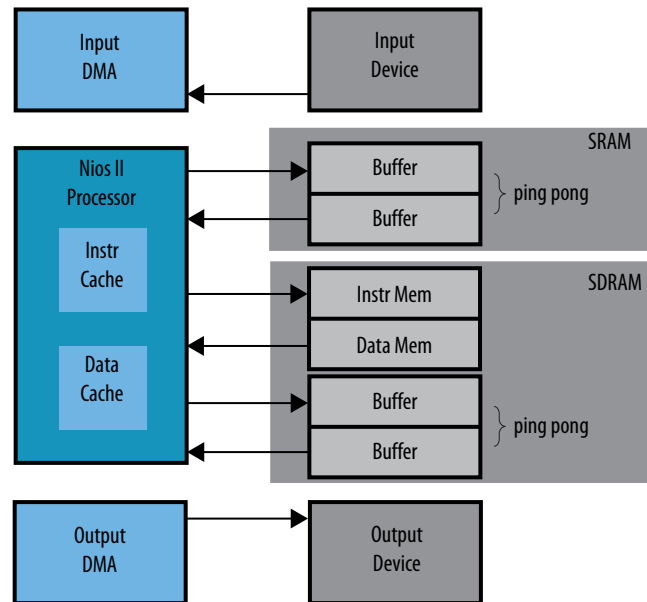 Input
DMA
Input
Device
Nios II
Processor
Instr
Cache
Data
Cache
SRAM
Buffer
Buffer
ping pong
SDRAM
Instr Mem
Data Mem
Buffer
Buffer
ping pong
Output
DMA
Output
Device